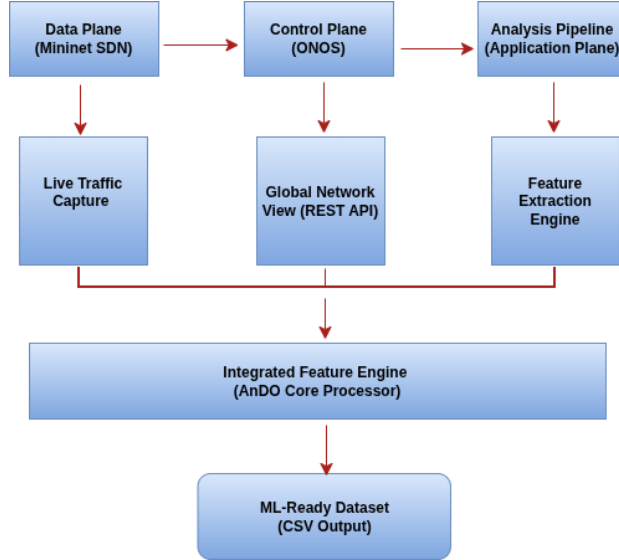 Data Plane
(Mininet SDN)
Control Plane
(ONOS)
Analysis Pipeline
(Application Plane)
Live Traffic
Capture
Global Network
View (REST API)
Feature
Extraction
Engine
Integrated Feature Engine
(AnDO Core Processor)
ML-Ready Dataset
(CSV Output)